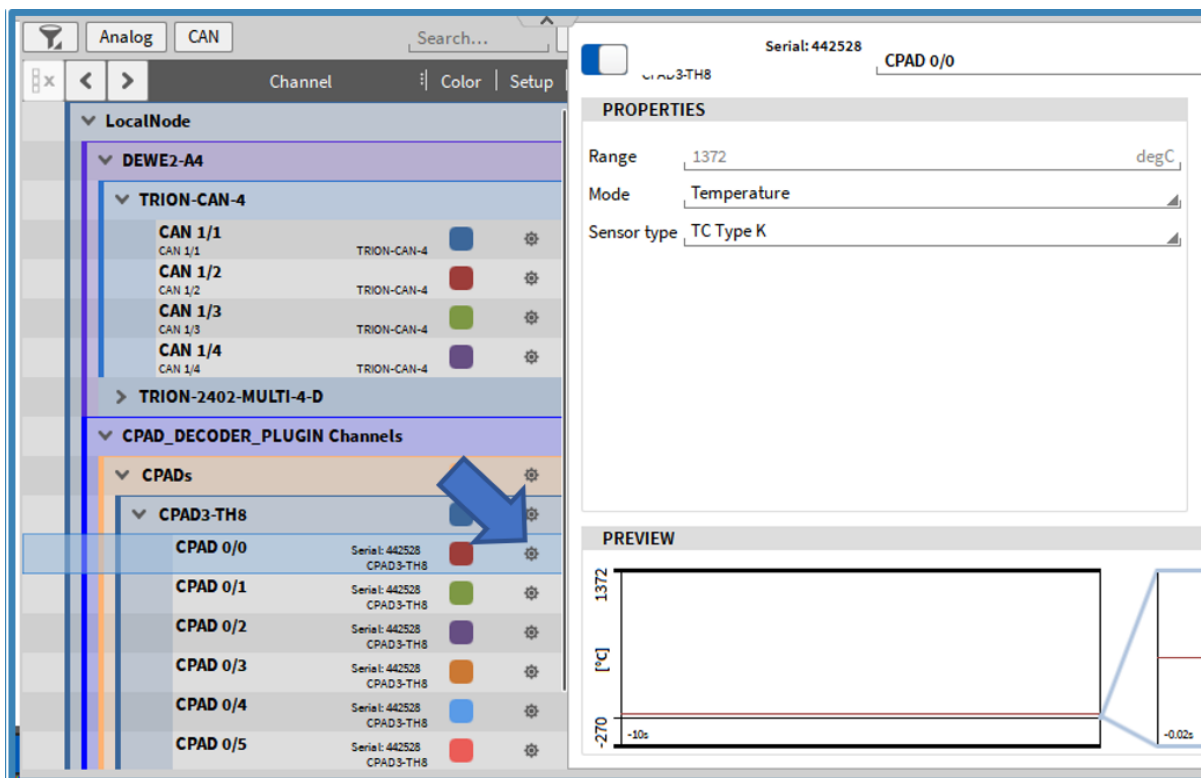 Analog CAN Search...
Channel Color Setup
LocalNode
DEWE2-A4
TRION-CAN-4
CAN 1/1
CAN 1/1 TRION-CAN-4
CAN 1/2
CAN 1/2 TRION-CAN-4
CAN 1/3
CAN 1/3 TRION-CAN-4
CAN 1/4
CAN 1/4 TRION-CAN-4
TRION-2402-MULTI-4-D
CPAD_DECODER_PLUGIN Channels
CPADs
CPAD3-TH8
CPAD 0/0 Serial: 442528
CPAD3-TH8
CPAD 0/1 Serial: 442528
CPAD3-TH8
CPAD 0/2 Serial: 442528
CPAD3-TH8
CPAD 0/3 Serial: 442528
CPAD3-TH8
CPAD 0/4 Serial: 442528
CPAD3-TH8
CPAD 0/5 Serial: 442528
CPAD3-TH8
Serial: 442528 CPAD 0/0
CPAD3-TH8
PROPERTIES
Range 1372 degC
Mode Temperature
Sensor type TC Type K
PREVIEW
1372
[°C]
-270
-10s
-0.02s